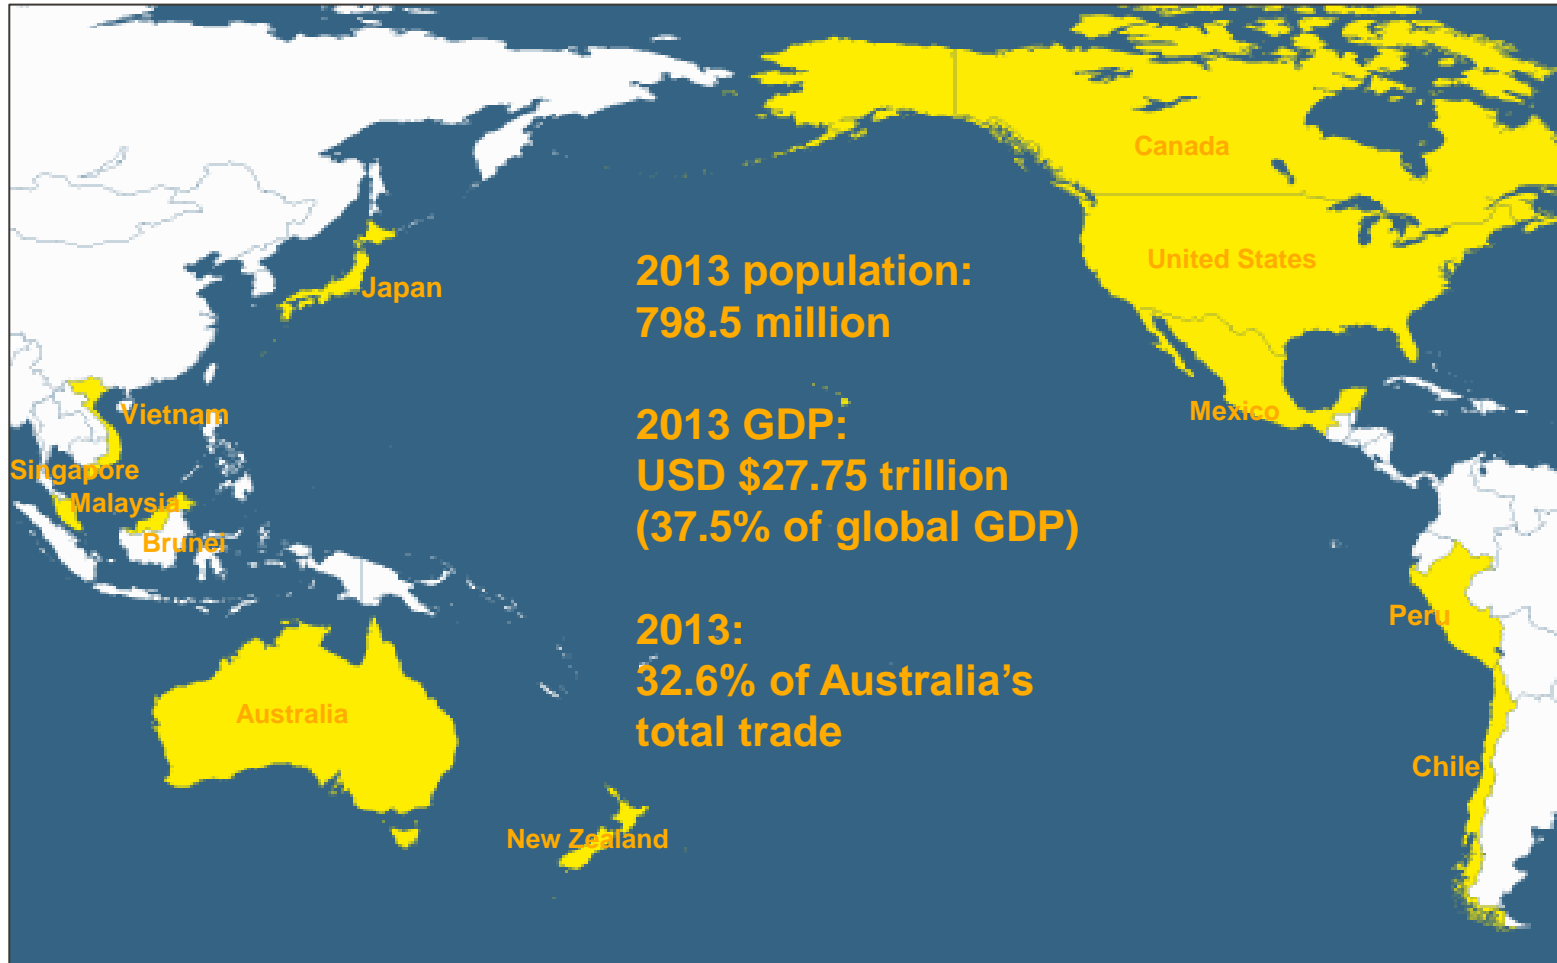 Canada
United States
Japan
2013 population:
798.5 million
Mexico
Vietnam
2013 GDP:
USD $27.75 trillion
(37.5% of global GDP)
Singapore
Malaysia
Brunei
Peru
2013:
32.6% of Australia’s
total trade
Australia
Chile
New Zealand